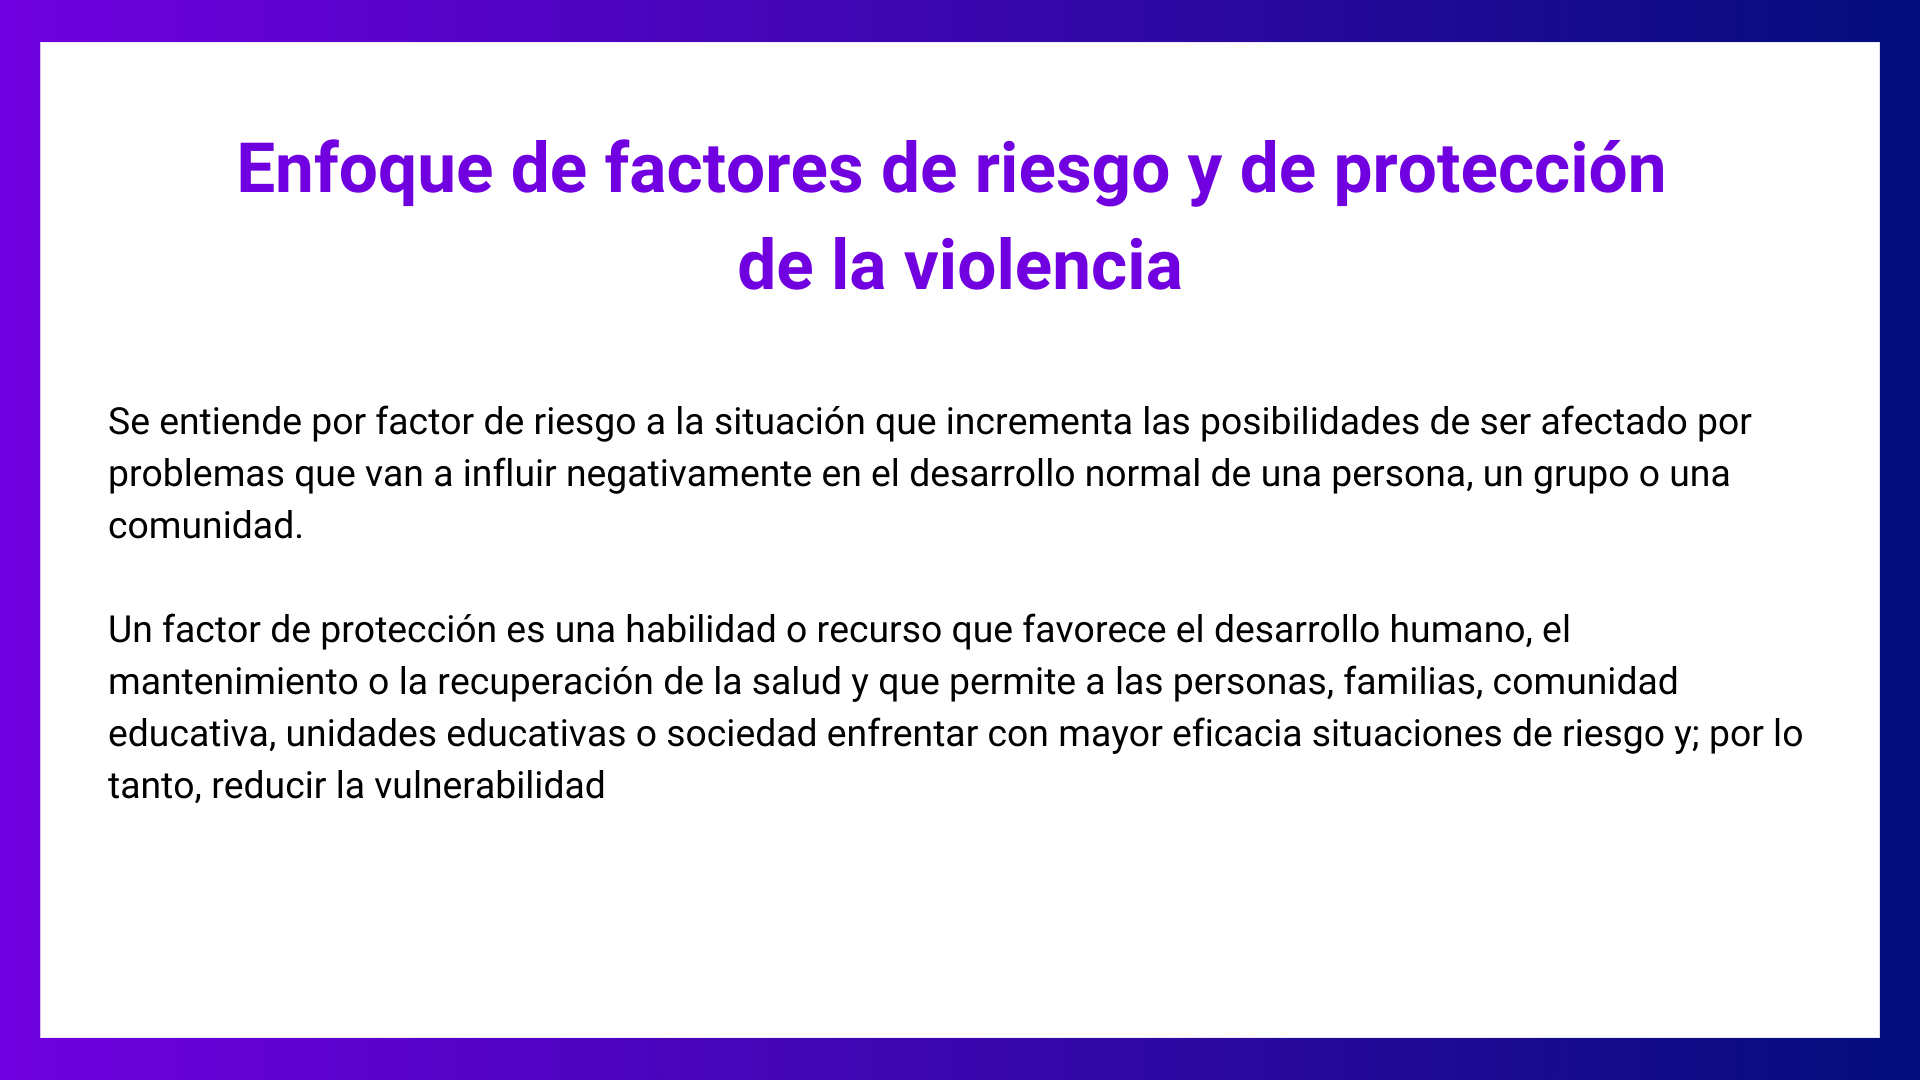 Enfoque de factores de riesgo y de protección
de la violencia
Se entiende por factor de riesgo a la situación que incrementa las posibilidades de ser afectado por
problemas que van a influir negativamente en el desarrollo normal de una persona, un grupo o una
comunidad.
Un factor de protección es una habilidad o recurso que favorece el desarrollo humano, el
mantenimiento o la recuperación de la salud y que permite a las personas, familias, comunidad
educativa, unidades educativas o sociedad enfrentar con mayor eficacia situaciones de riesgo y; por lo
tanto, reducir la vulnerabilidad